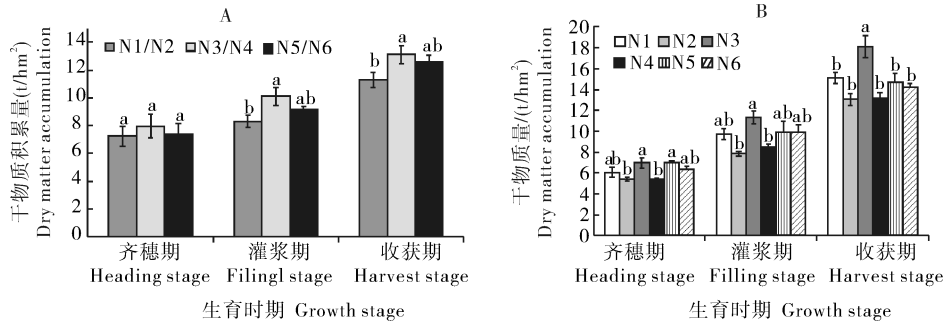 A
干物质积累量(t/hm²)
Dry matter accumulation
14
12
10
8
6
4
2
0
N1/N2 N3/N4 N5/N6
a a a
b a ab
b a ab
齐穗期 灌浆期 收获期
Heading stage Filingl stage Harvest stage
生育时期 Growth stage
B
干物质量/(t/hm²)
Dry matter accumulation
20
18
16
14
12
10
8
6
4
2
0
N1 N2 N3
N4 N5 N6
ab b a b a ab
ab b a b ab ab
b b a b b b
齐穗期 灌浆期 收获期
Heading stage Filling stage Harvest stage
生育时期 Growth stage